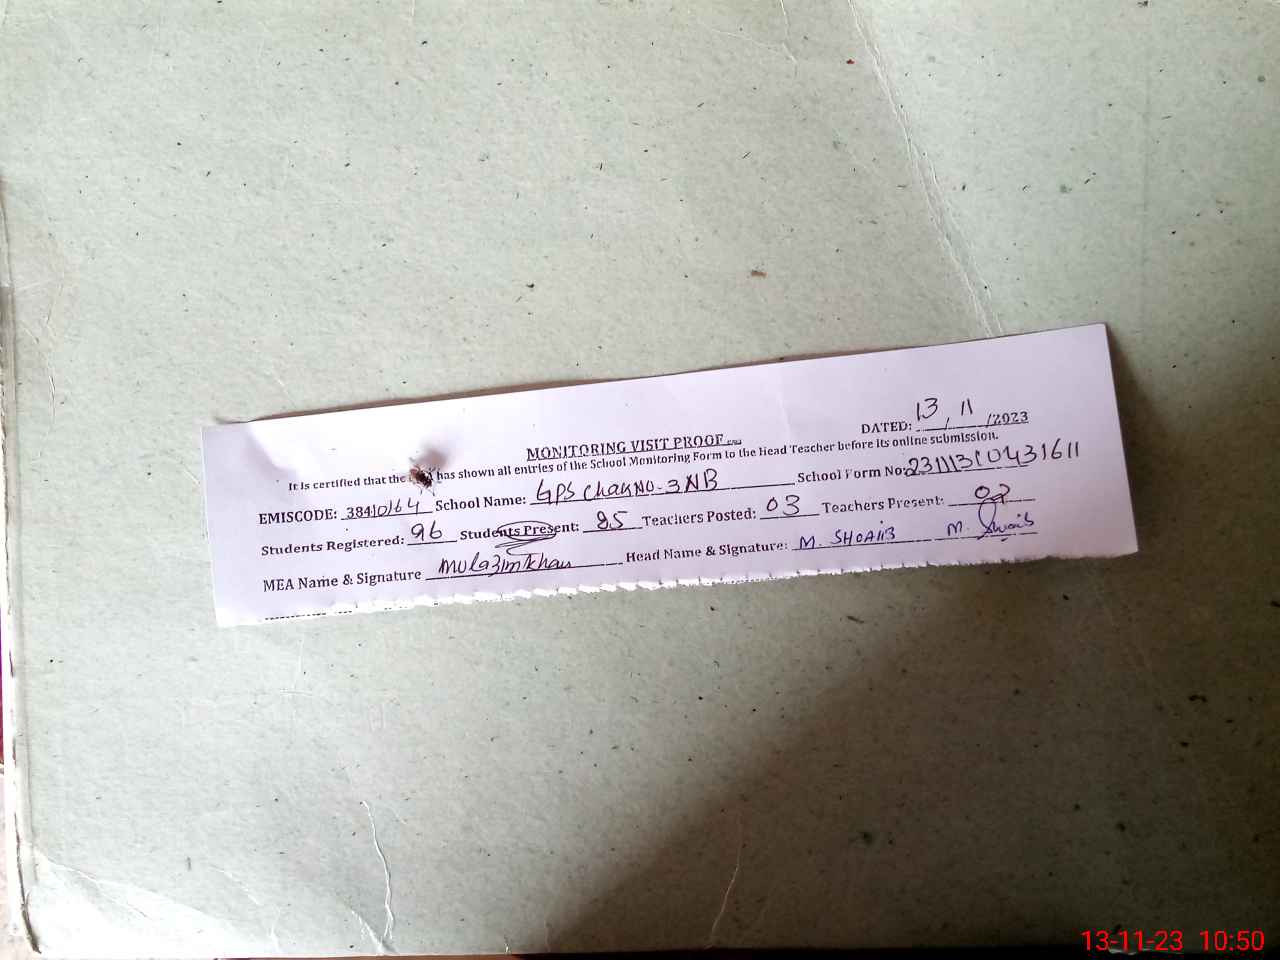 MONITORING VISIT PROOF
DATED: 13/11/2023
It is certified that the has shown all entries of the School Monitoring Form to the Head Teacher before its online submission.
EMISCODE: 38410164 School Name: GPS Chak No-3NB School Form No: 23111310431611
Students Registered: 96 Students Present: 85 Teachers Posted: 03 Teachers Present: 02
MEA Name & Signature Mulazim Khan Head Name & Signature: M. SHOAIB M. Shoaib
13-11-23 10:50